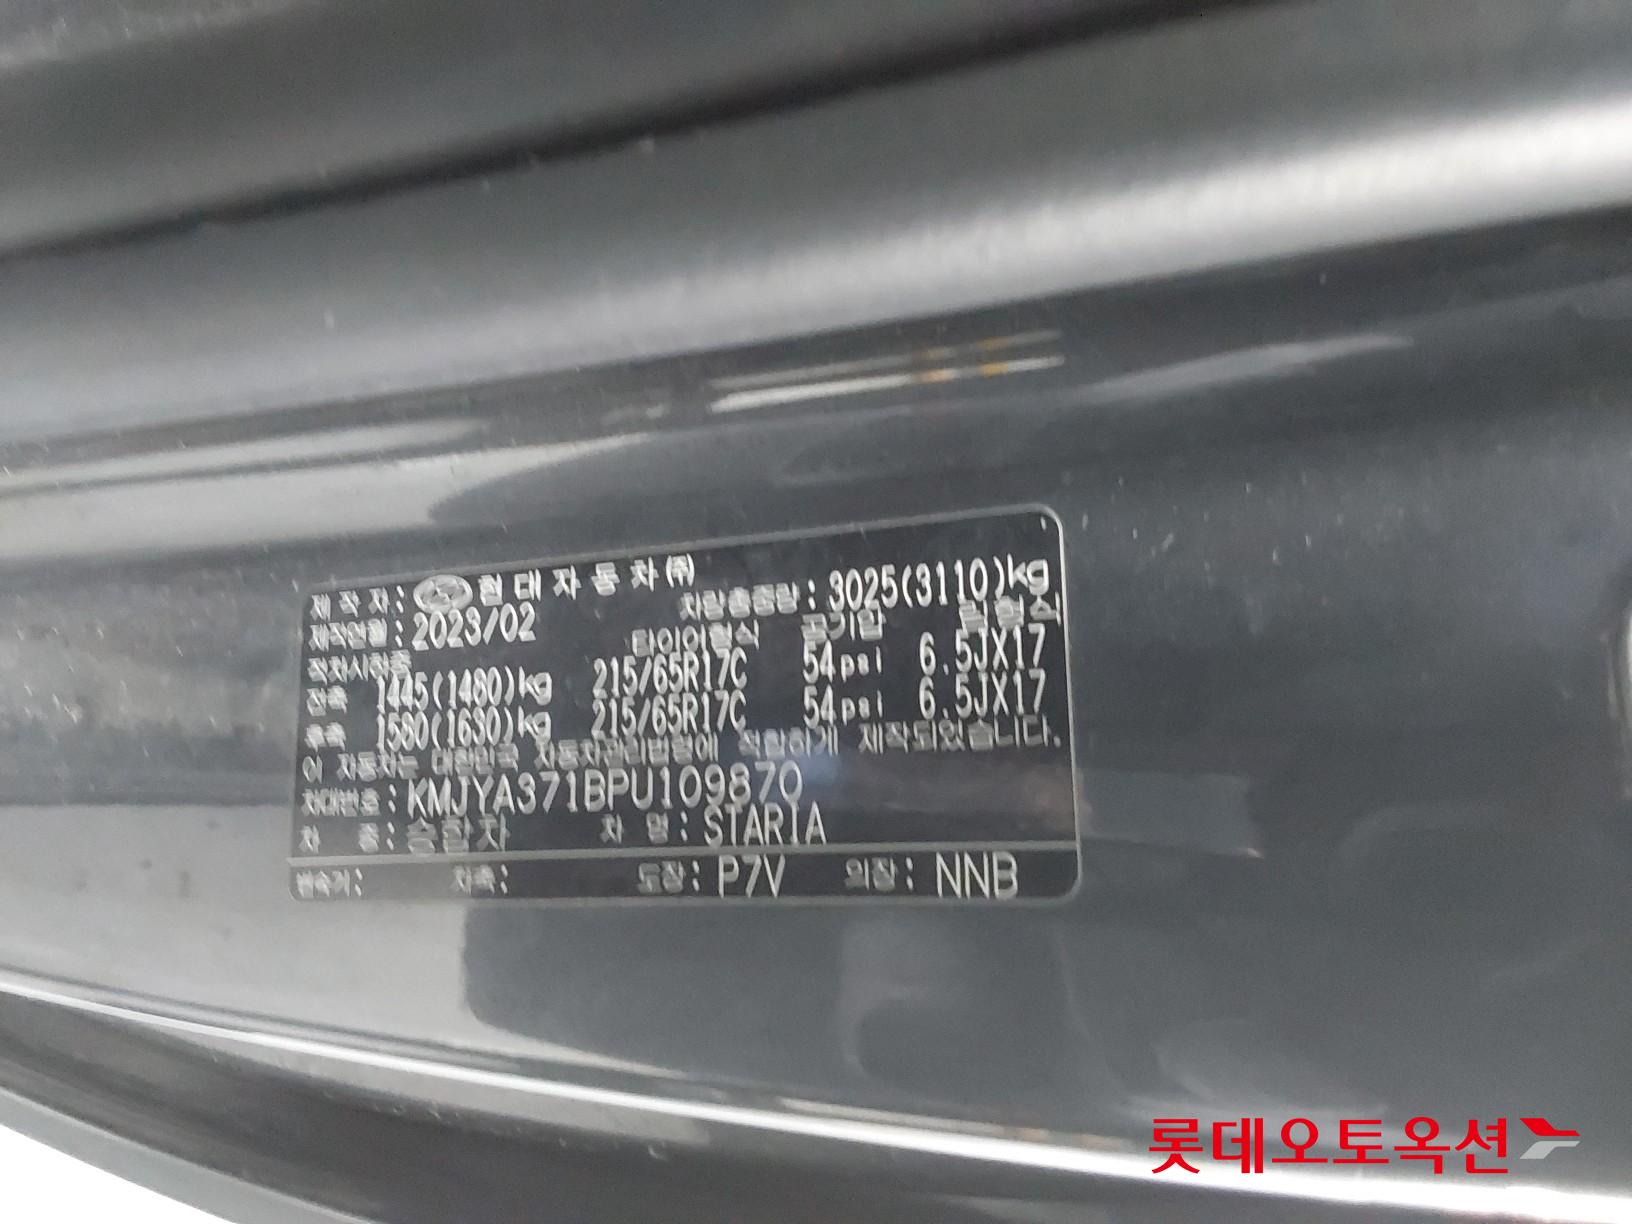 제 작 자 : 현 대 자 동 차 ㈜
제작연월 : 2023/02 차량총중량 : 3025(3110)kg
적차시하중 타이어형식 공기압 림형식
전축 1445(1480)kg 215/65R17C 54psi 6.5JX17
후축 1580(1630)kg 215/65R17C 54psi 6.5JX17
이 자동차는 대한민국 자동차관리법령에 적합하게 제작되었습니다.
차대번호 : KMJYA371BPU109870
차 종 : 승합차 차 명 : STARIA
변속기 : 차축 : 도장 : P7V 의장 : NNB
롯데오토옥션